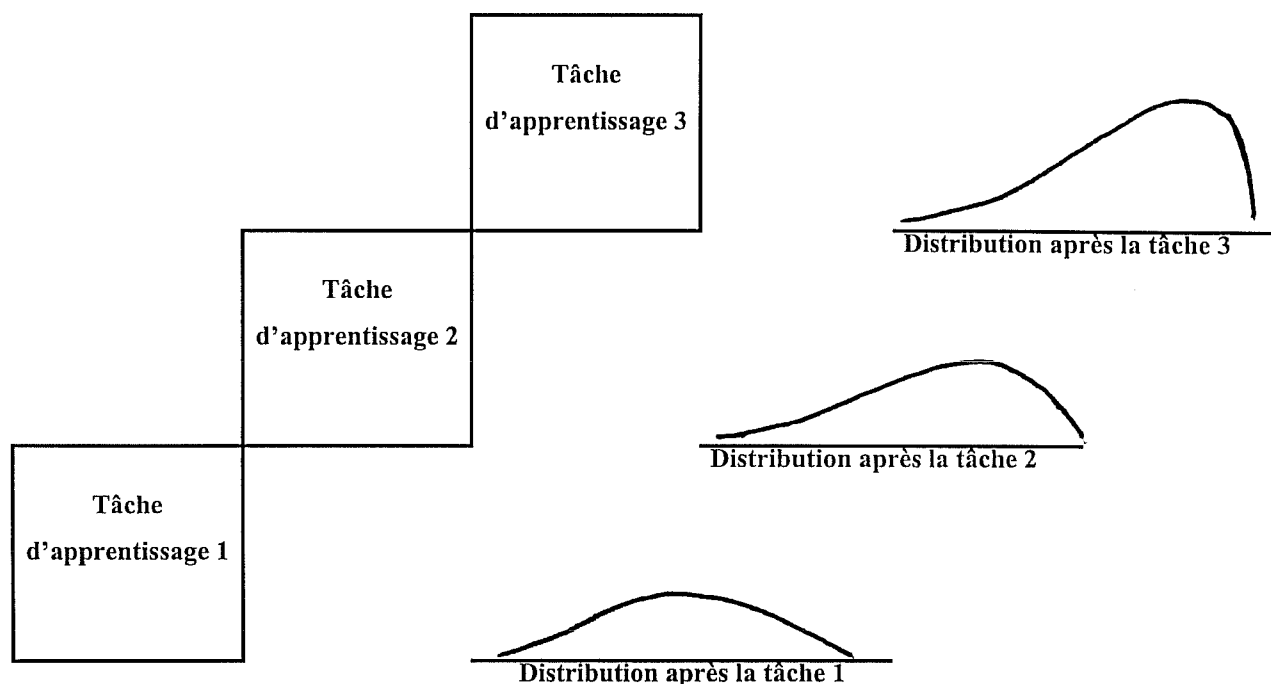 Tâche
d'apprentissage 3
Distribution après la tâche 3
Tâche
d'apprentissage 2
Distribution après la tâche 2
Tâche
d'apprentissage 1
Distribution après la tâche 1